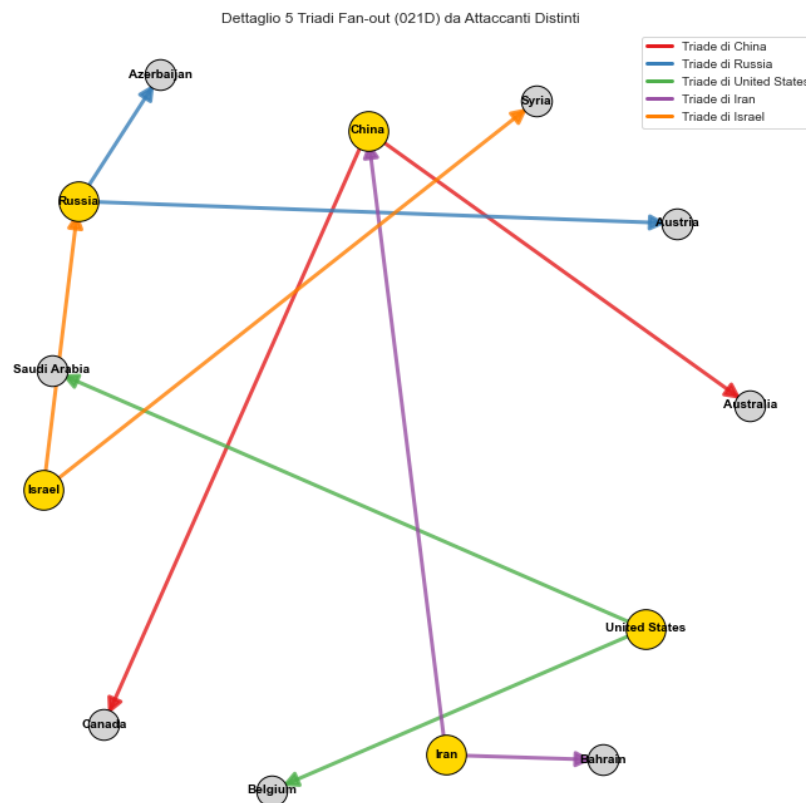 Dettaglio 5 Triadi Fan-out (021D) da Attaccanti Distinti
Triade di China
Triade di Russia
Triade di United States
Triade di Iran
Triade di Israel
Azerbaijan
Syria
China
Russia
Austria
Saudi Arabia
Australia
Israel
United States
Canada
Iran
Bahrain
Belgium